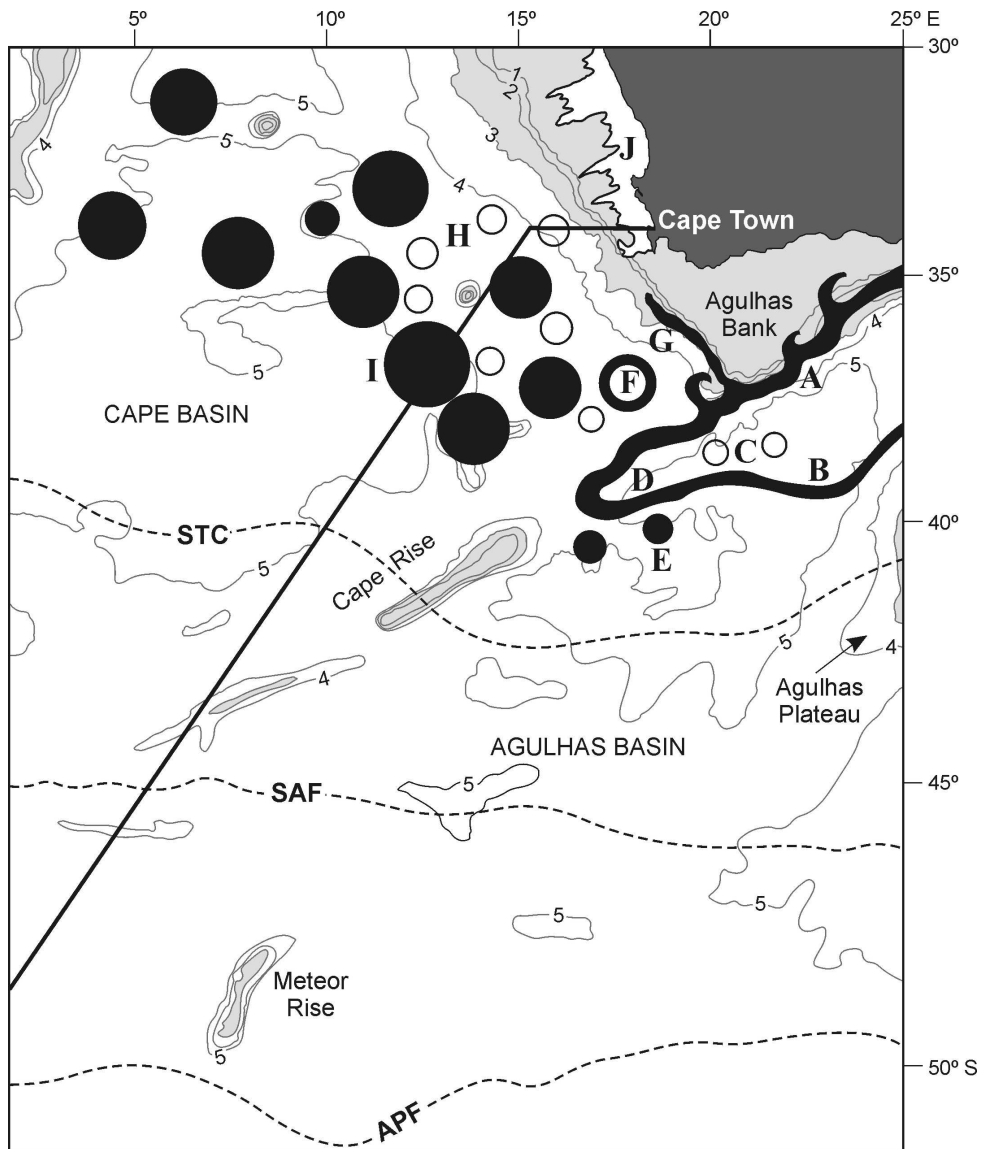 5º 10º 15º 20º 25º E
30º
1
2
3
4
5
4
5
J
4
H
Cape Town
35º
Agulhas
Bank
4
5
G
A
I
F
5
CAPE BASIN
C
B
D
STC
40º
E
5
Cape Rise
5
4
Agulhas
Plateau
4
AGULHAS BASIN
5
45º
SAF
5
5
5
Meteor
Rise
5
50º S
APF